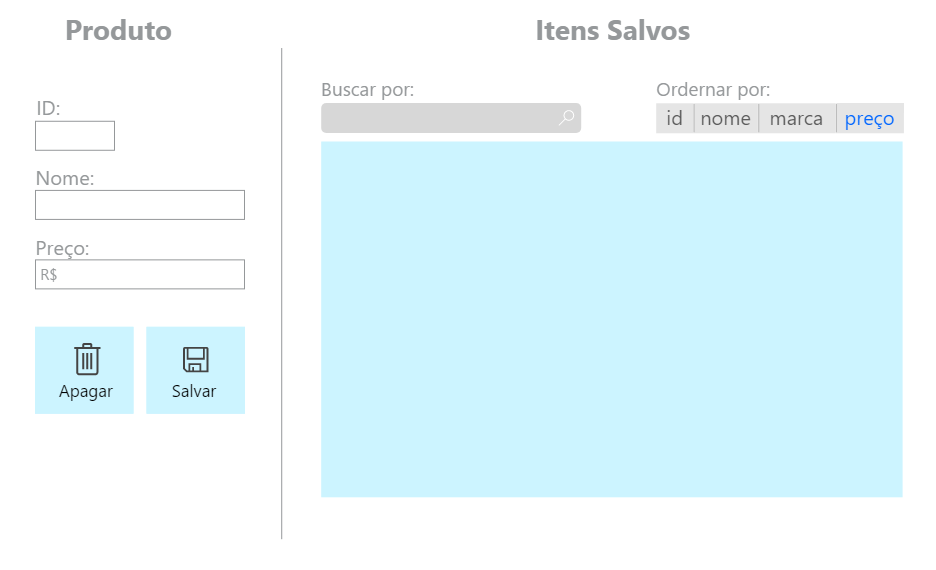 Produto
ID:
Nome:
Preço:
R$
Apagar
Salvar
Itens Salvos
Buscar por:
Ordernar por:
id nome marca preço